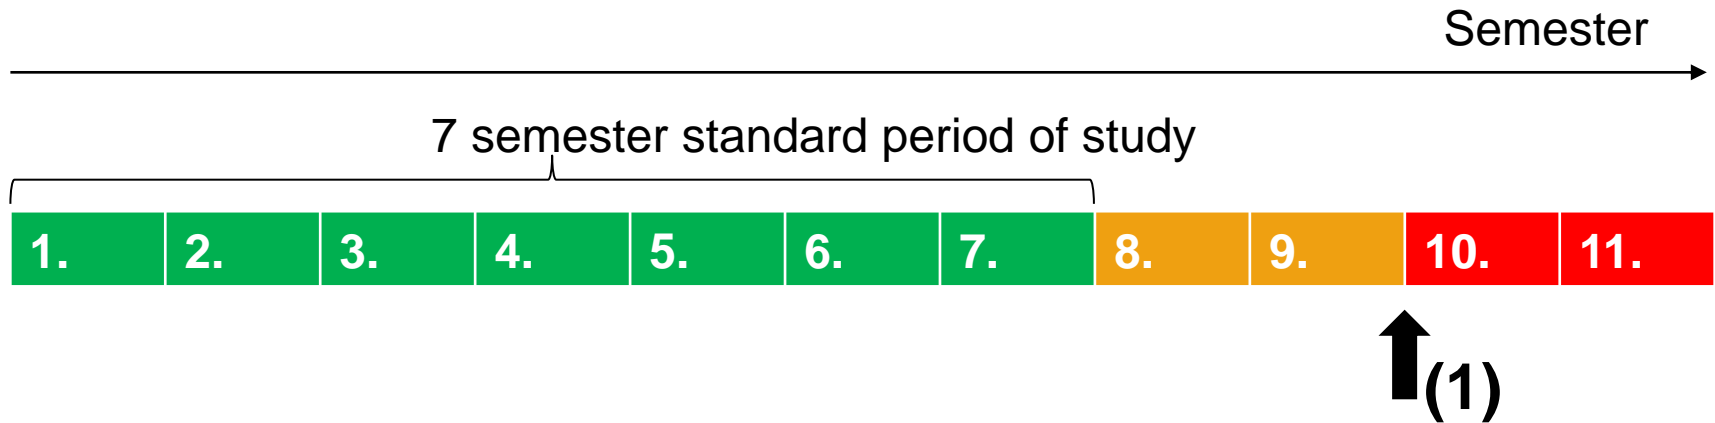 Semester
7 semester standard period of study
1. 2. 3. 4. 5. 6. 7. 8. 9. 10. 11.
(1)